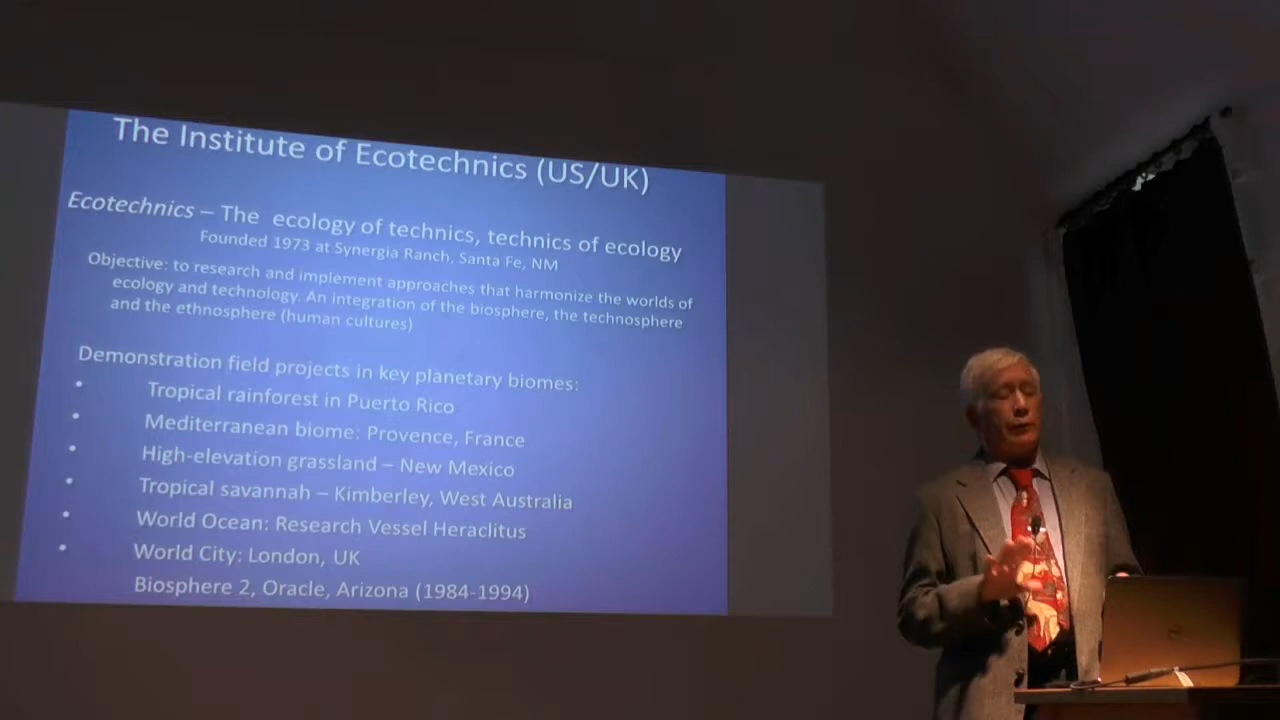 The Institute of Ecotechnics (US/UK)
Ecotechnics – The ecology of technics, technics of ecology
Founded 1973 at Synergia Ranch, Santa Fe, NM
Objective: to research and implement approaches that harmonize the worlds of
ecology and technology. An integration of the biosphere, the technosphere
and the ethnosphere (human cultures)
Demonstration field projects in key planetary biomes:
• Tropical rainforest in Puerto Rico
• Mediterranean biome: Provence, France
• High-elevation grassland – New Mexico
• Tropical savannah – Kimberley, West Australia
• World Ocean: Research Vessel Heraclitus
• World City: London, UK
Biosphere 2, Oracle, Arizona (1984-1994)